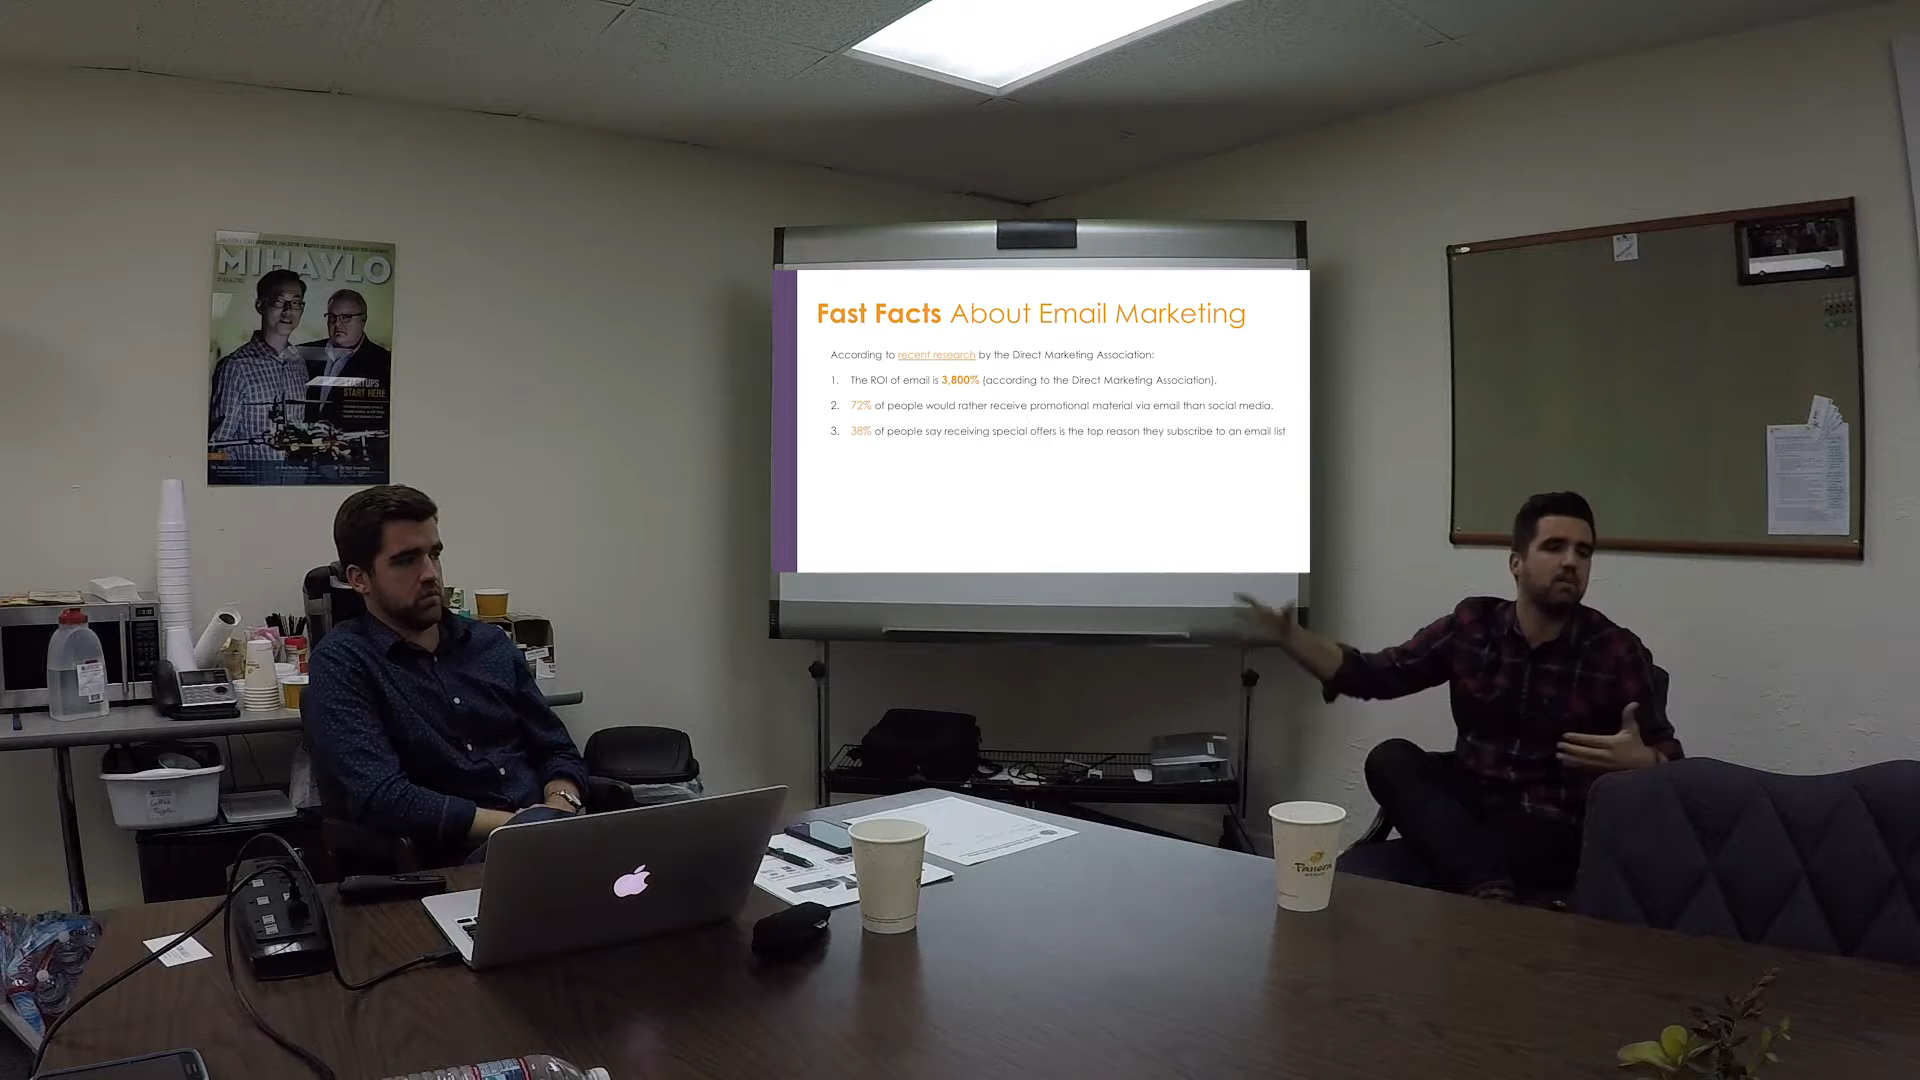 MIHAYLO
MAGAZINE
STARTUPS
START HERE
Fast Facts About Email Marketing
According to recent research by the Direct Marketing Association:
1. The ROI of email is 3,800% (according to the Direct Marketing Association).
2. 72% of people would rather receive promotional material via email than social media.
3. 38% of people say receiving special offers is the top reason they subscribe to an email list
Panera